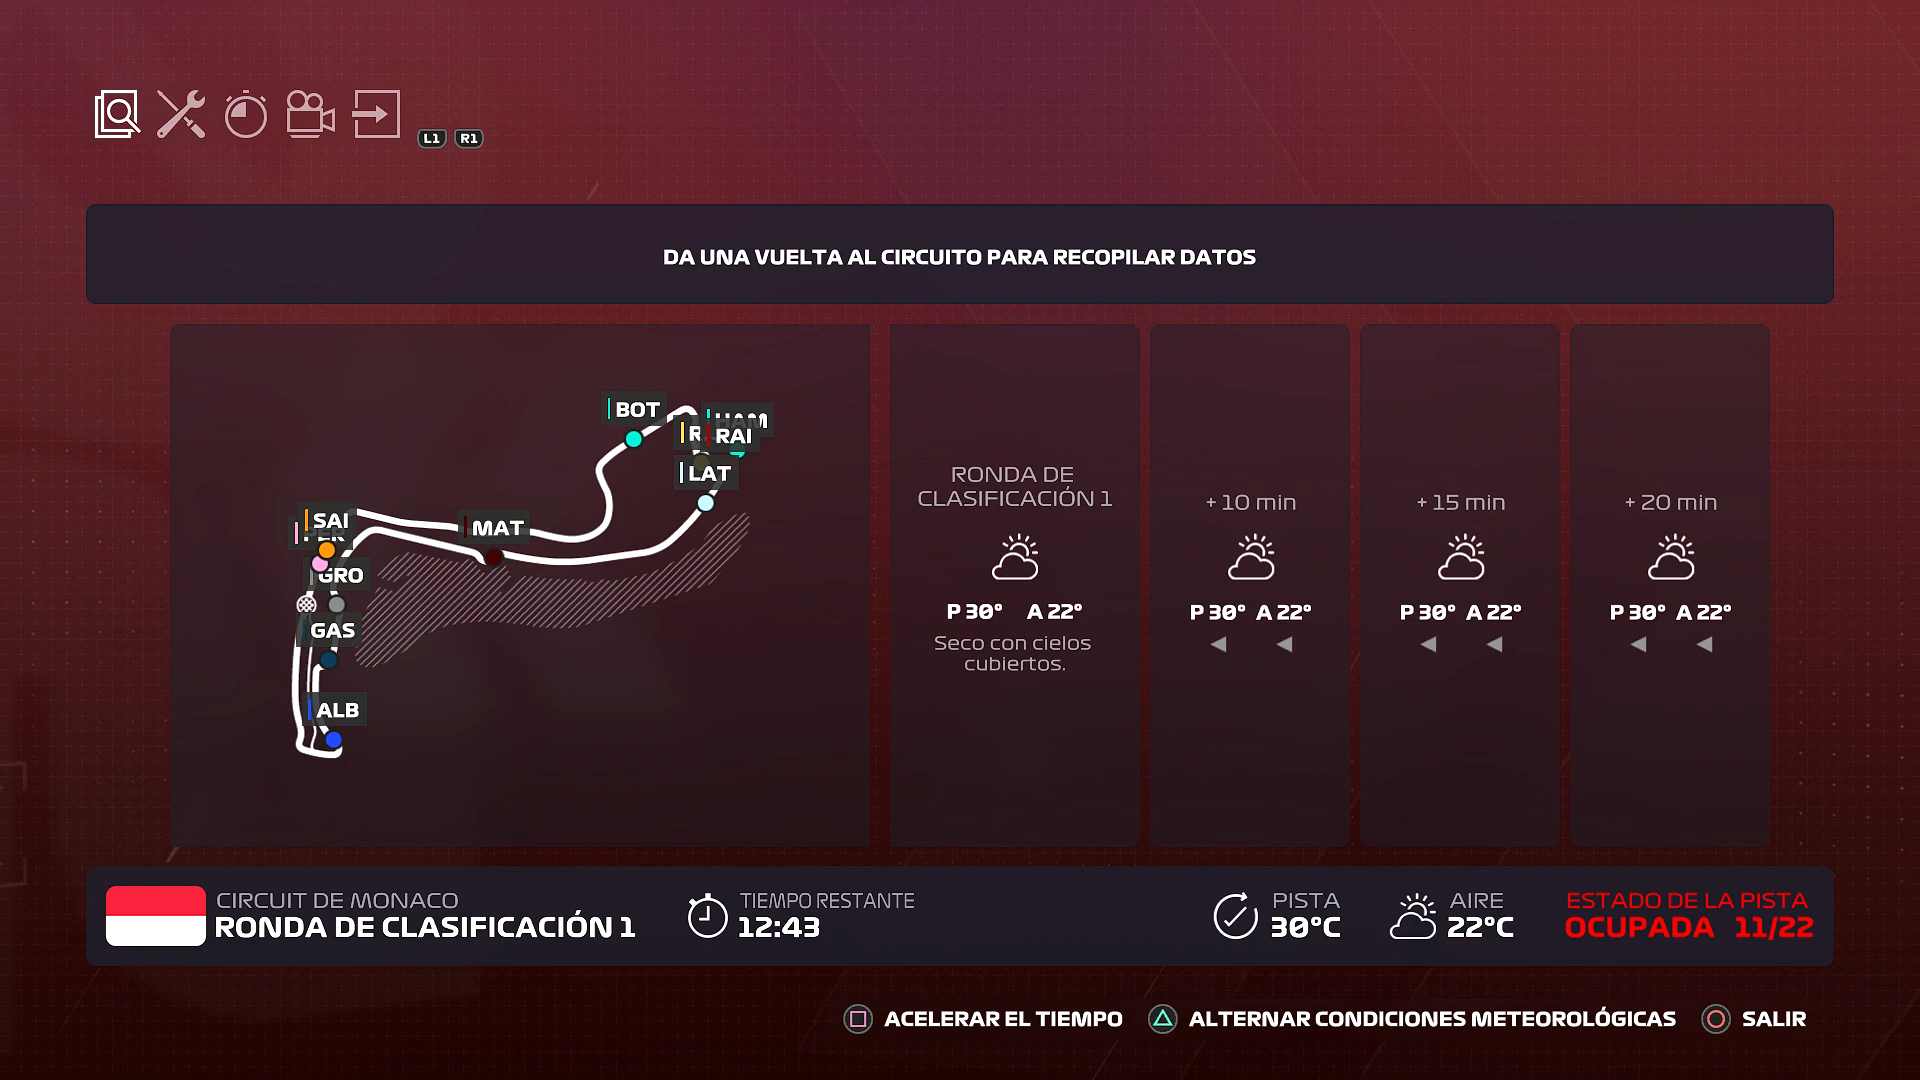 L1 R1
DA UNA VUELTA AL CIRCUITO PARA RECOPILAR DATOS
BOT
HAM
R
RAI
LAT
SAI
MAT
GRO
GAS
ALB
RONDA DE
CLASIFICACIÓN 1
P 30° A 22°
Seco con cielos
cubiertos.
+ 10 min
P 30° A 22°
+ 15 min
P 30° A 22°
+ 20 min
P 30° A 22°
CIRCUIT DE MONACO
RONDA DE CLASIFICACIÓN 1
TIEMPO RESTANTE
12:43
PISTA
30°C
AIRE
22°C
ESTADO DE LA PISTA
OCUPADA 11/22
ACELERAR EL TIEMPO
ALTERNAR CONDICIONES METEOROLÓGICAS
SALIR